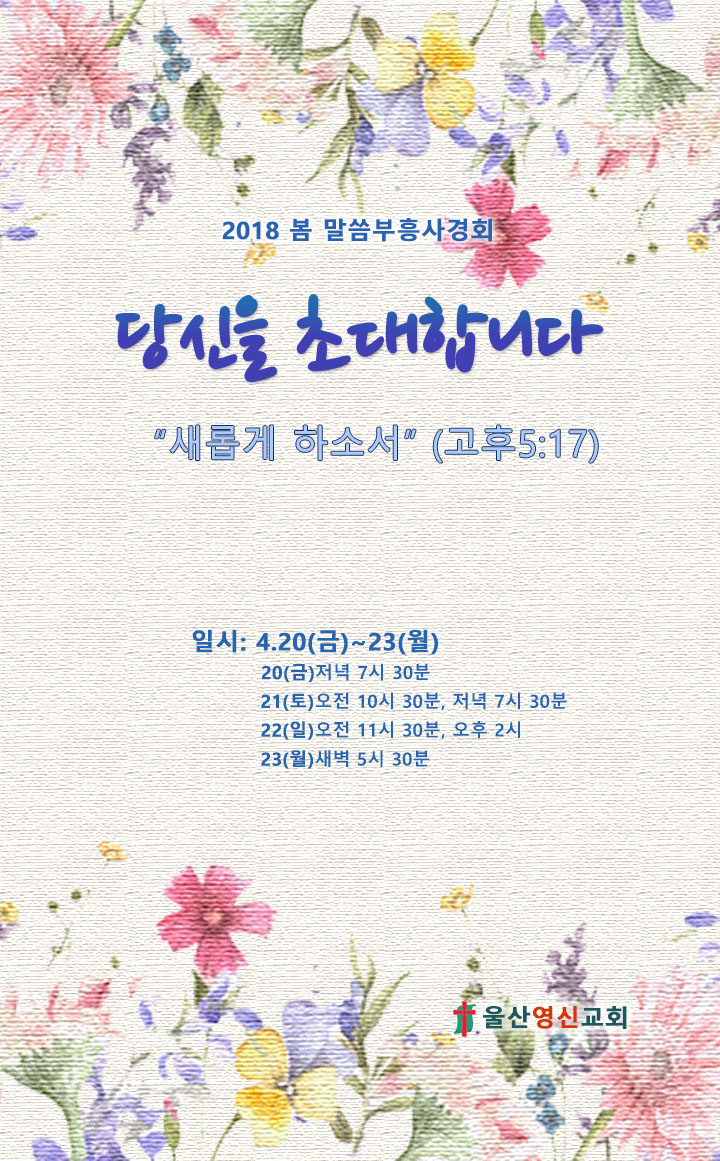 2018 봄 말씀부흥사경회
당신을 초대합니다
"새롭게 하소서" (고후5:17)
일시: 4.20(금)~23(월)
20(금)저녁 7시 30분
21(토)오전 10시 30분, 저녁 7시 30분
22(일)오전 11시 30분, 오후 2시
23(월)새벽 5시 30분
울산영신교회